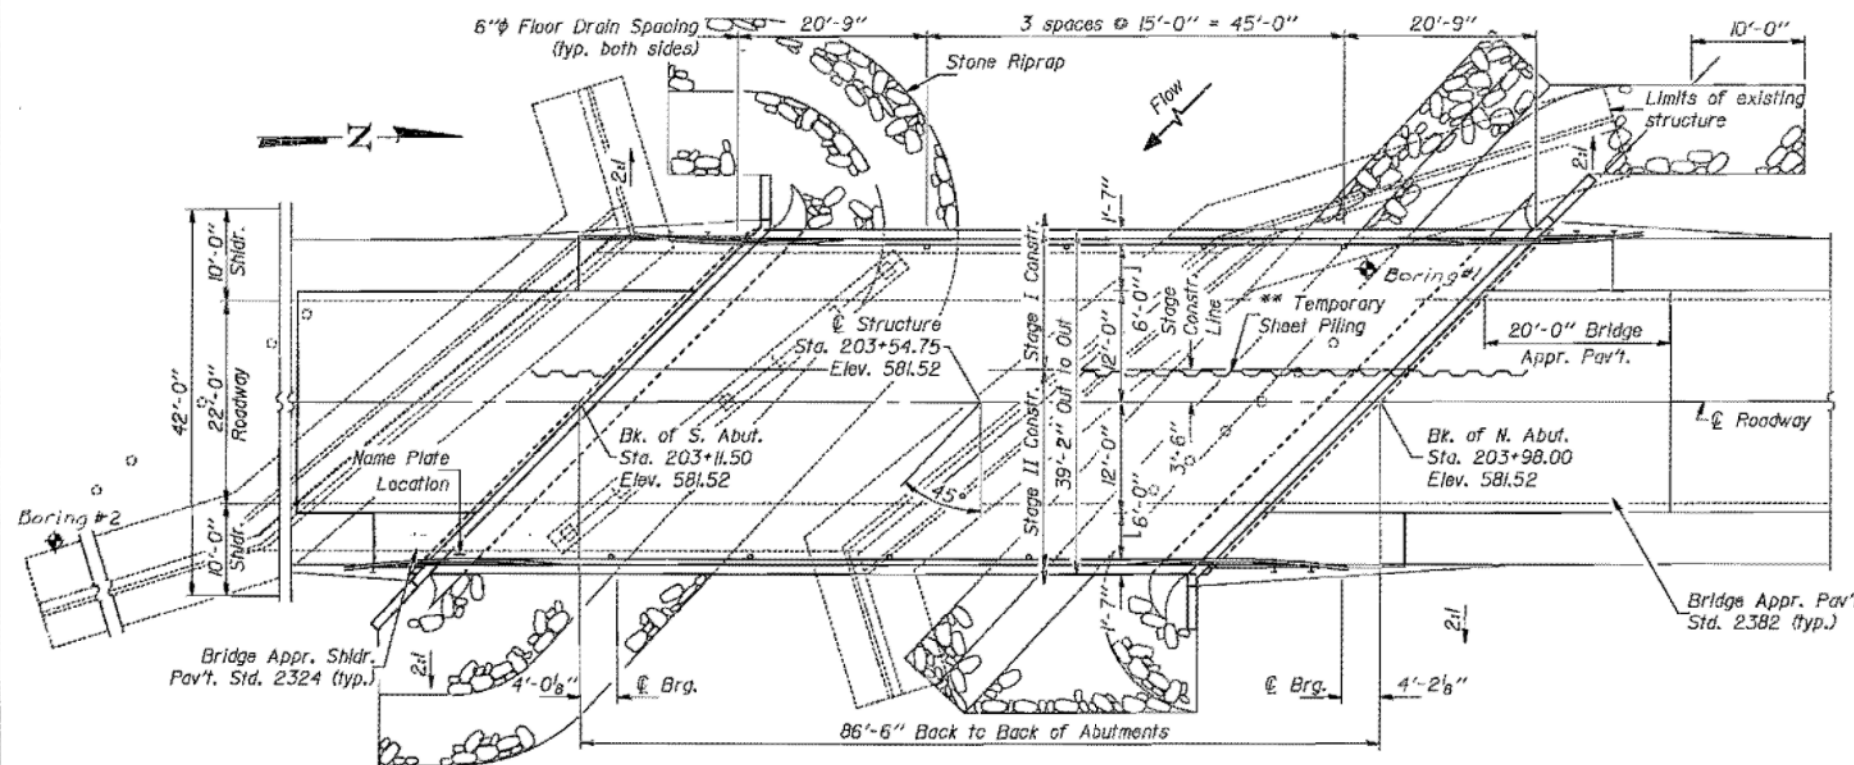 6"ϕ Floor Drain Spacing
(typ. both sides)
20'-9"
3 spaces @ 15'-0" = 45'-0"
20'-9"
10'-0"
Stone Riprap
Flow
Limits of existing
structure
N
2:1
2:1
1'-7"
10'-0"
Shldr.
42'-0"
22'-0"
Roadway
10'-0"
Shldr.
Stage I Constr.
Stage II Constr.
39'-2" Out to Out
12'-0"
6'-0"
12'-0"
6'-0"
1'-7"
3'-6"
Stage
Constr.
Line
Boring #1
** Temporary
Sheet Piling
℄ Structure
Sta. 203+54.75
Elev. 581.52
20'-0" Bridge
Appr. Pav't.
℄ Roadway
Bk. of S. Abut.
Sta. 203+11.50
Elev. 581.52
Name Plate
Location
45°
Bk. of N. Abut.
Sta. 203+98.00
Elev. 581.52
Boring #2
Bridge Appr. Shldr.
Pav't. Std. 2324 (typ.)
2:1
4'-0⅛"
℄ Brg.
℄ Brg.
4'-2⅛"
2:1
Bridge Appr. Pav'
Std. 2382 (typ.)
86'-6" Back to Back of Abutments